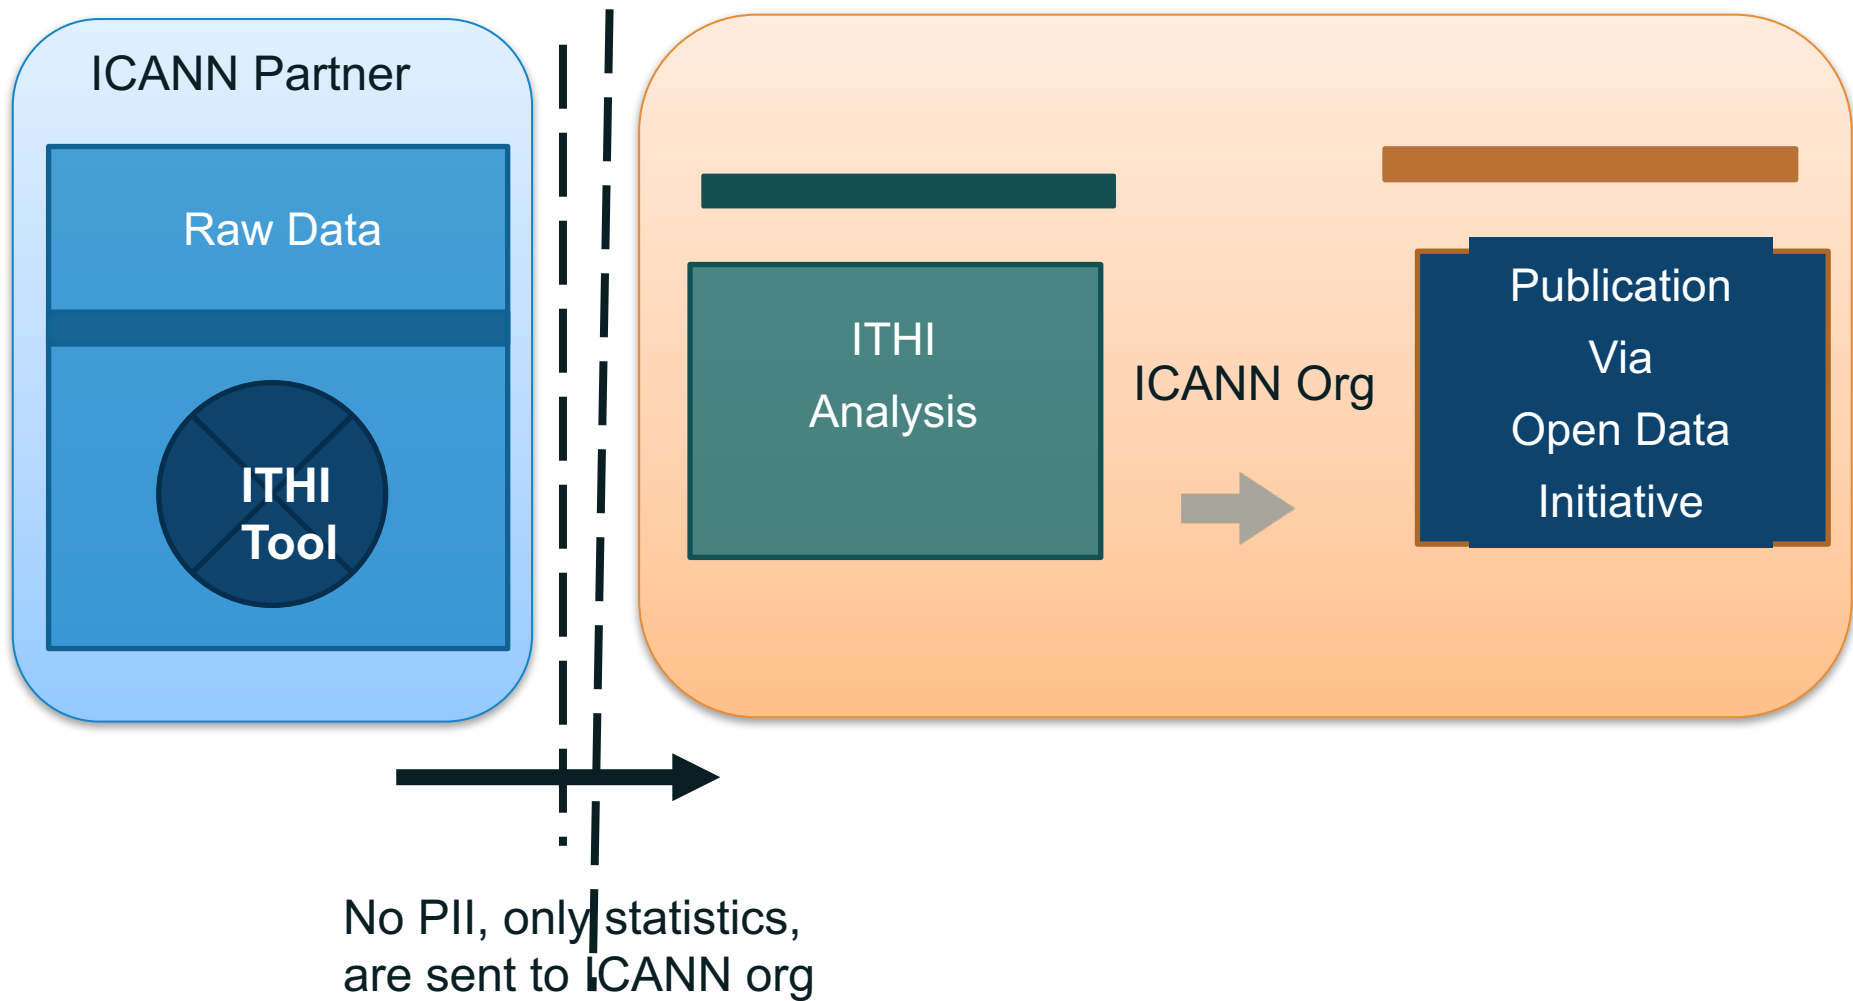 ICANN Partner
Raw Data
ITHI
Tool
ITHI
Analysis
ICANN Org
Publication
Via
Open Data
Initiative
No PII, only statistics,
are sent to ICANN org